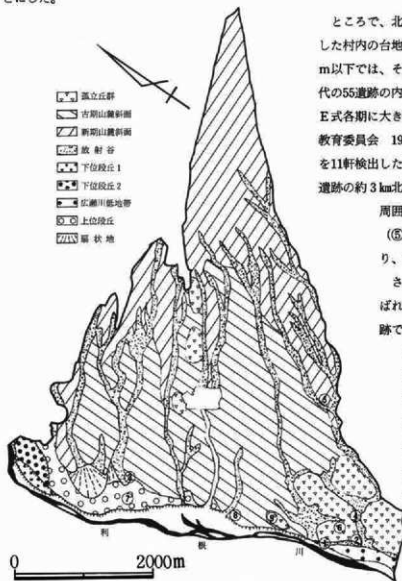 とにした。
孤立丘群
古期山麓斜面
新期山麓斜面
放射谷
下位段丘1
下位段丘2
広瀬川低地帯
上位段丘
扇状地
利根川
0 2000m
ところで、北
した村内の台地
m以下では、そ
代の55遺跡の内
E式各期に大き
教育委員会 19
を11軒検出した
遺跡の約3km北
周囲
(⑤
り、
さ
ばれ
跡で